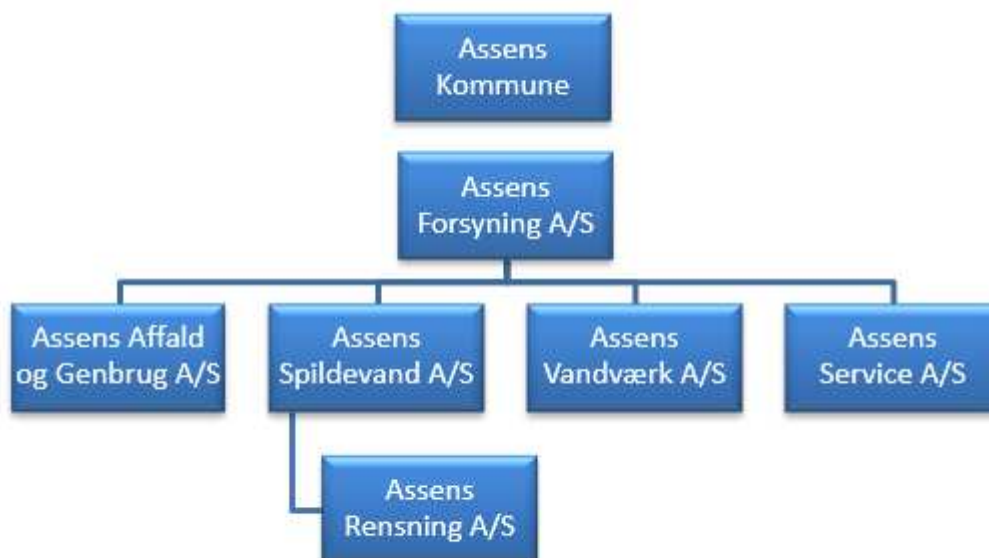 Assens
Kommune
Assens
Forsyning A/S
Assens Affald
og Genbrug A/S
Assens
Spildevand A/S
Assens
Vandværk A/S
Assens
Service A/S
Assens
Rensning A/S